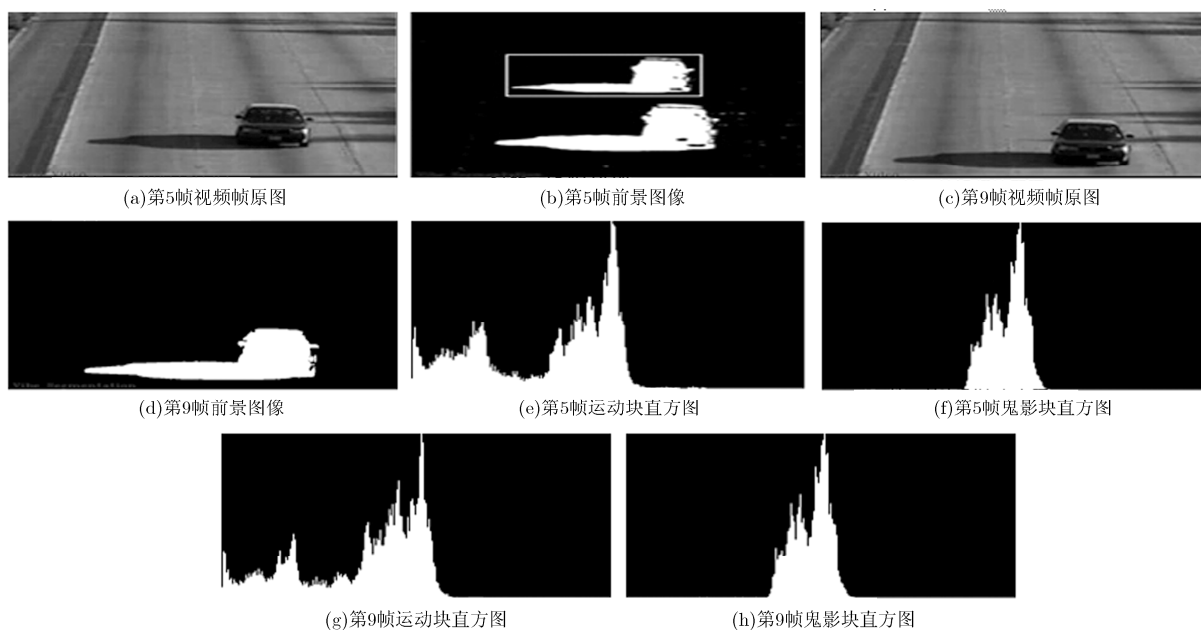 (a)第5帧视频帧原图
(b)第5帧前景图像
(c)第9帧视频帧原图
Vibe Segmentation
(d)第9帧前景图像
(e)第5帧运动块直方图
(f)第5帧鬼影块直方图
(g)第9帧运动块直方图
(h)第9帧鬼影块直方图